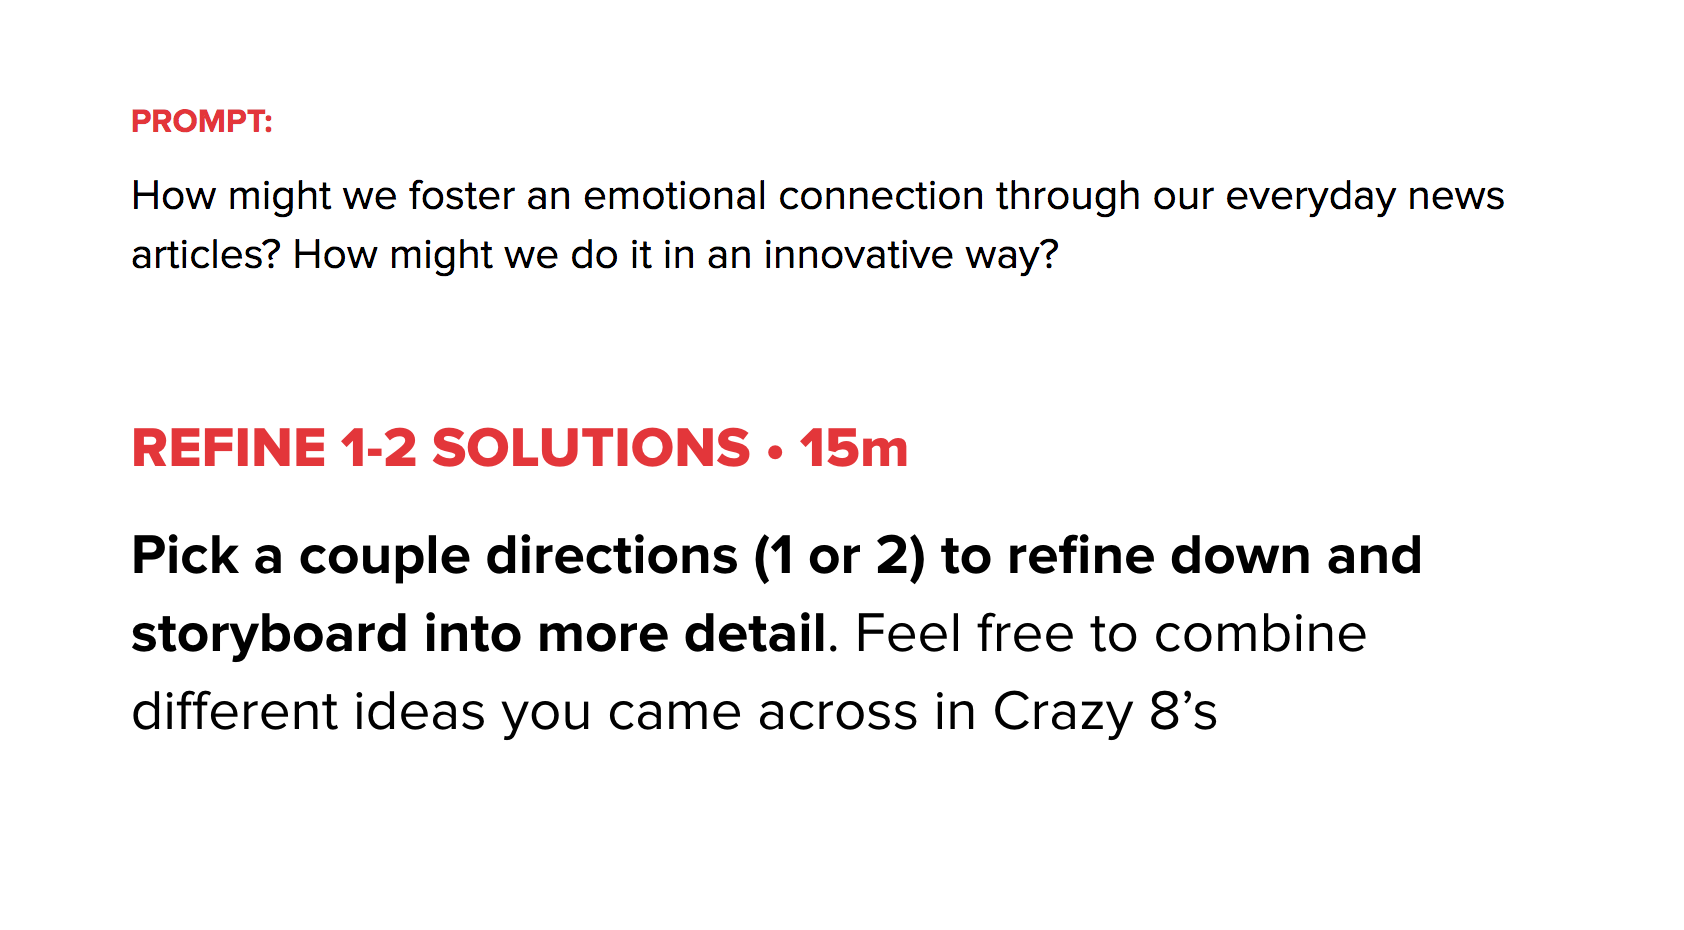 PROMPT:
How might we foster an emotional connection through our everyday news
articles? How might we do it in an innovative way?
REFINE 1-2 SOLUTIONS • 15m
Pick a couple directions (1 or 2) to refine down and
storyboard into more detail. Feel free to combine
different ideas you came across in Crazy 8’s